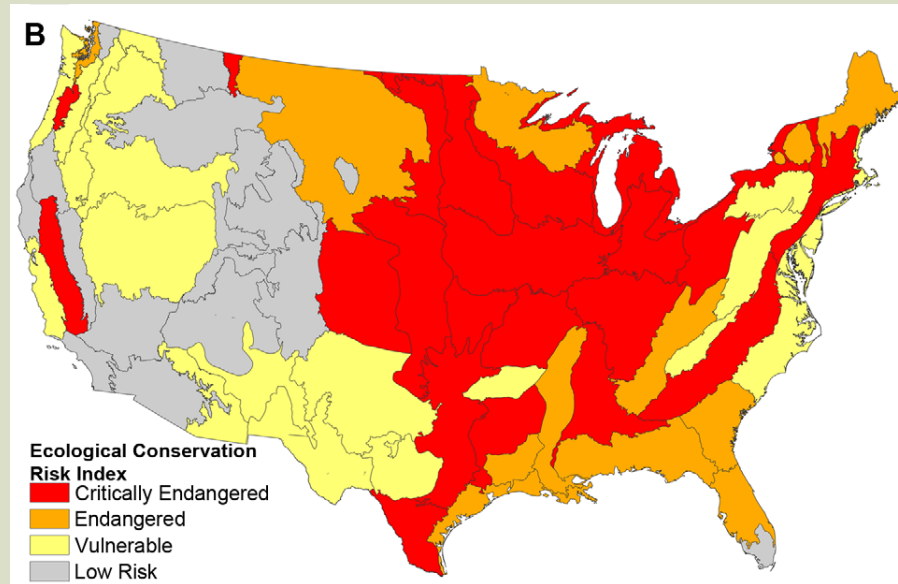 B
Ecological Conservation
Risk Index
Critically Endangered
Endangered
Vulnerable
Low Risk